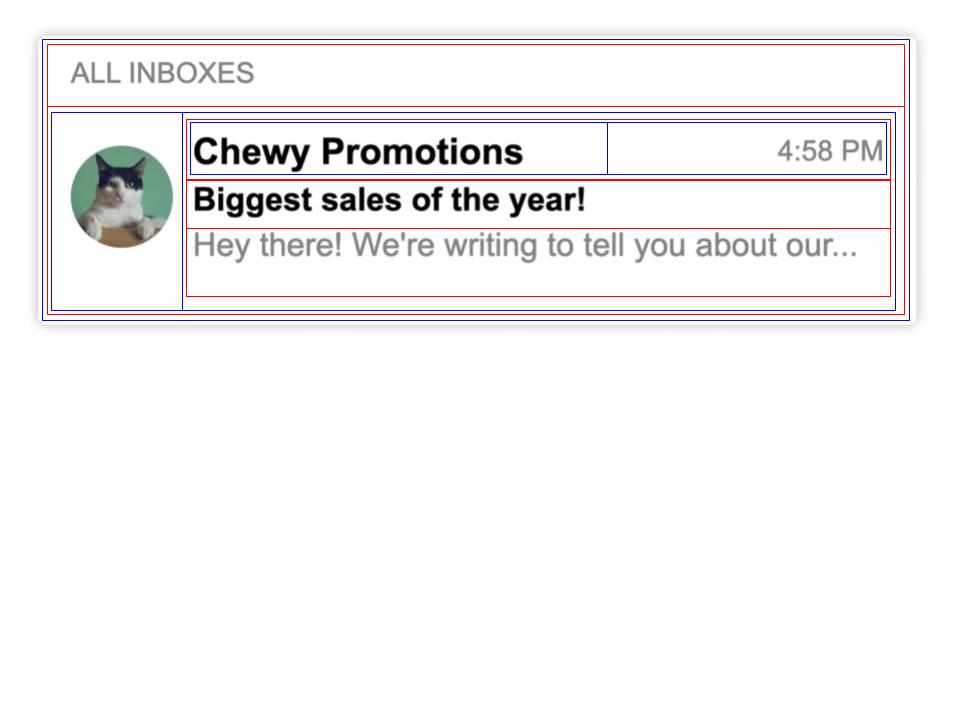 ALL INBOXES
Chewy Promotions 4:58 PM
Biggest sales of the year!
Hey there! We're writing to tell you about our...